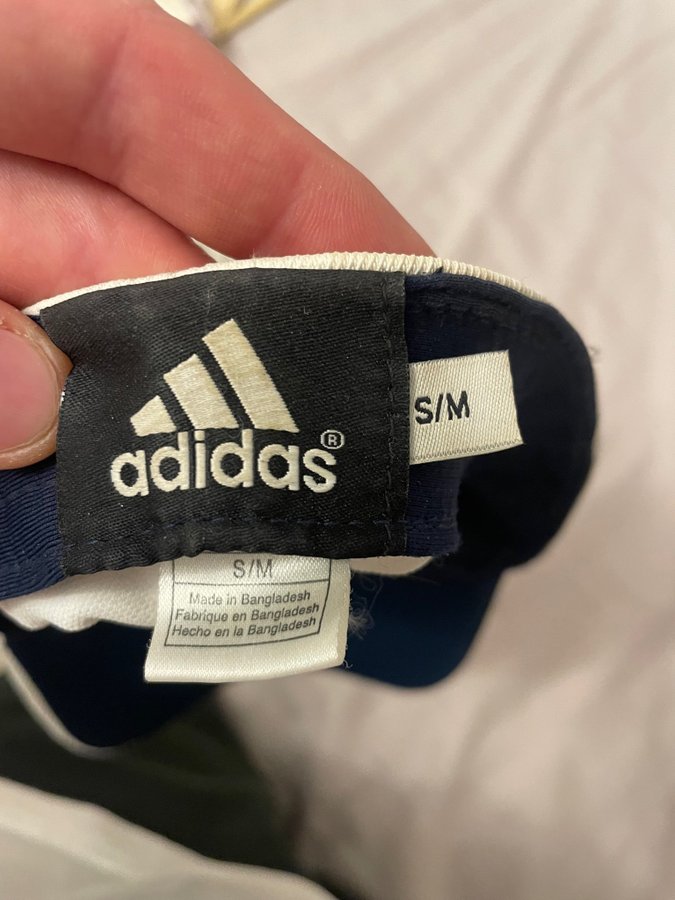 adidas®
S/M
S/M
Made in Bangladesh
Fabrique en Bangladesh
Hecho en la Bangladesh